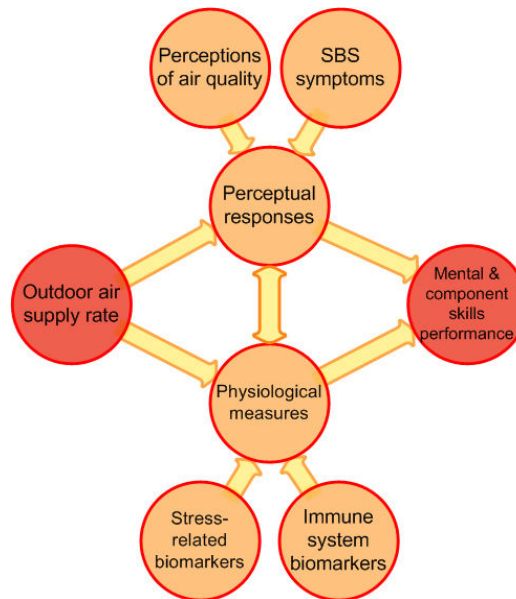 Perceptions
of air quality
SBS
symptoms
Perceptual
responses
Outdoor air
supply rate
Mental &
component
skills
performance
Physiological
measures
Stress-
related
biomarkers
Immune
system
biomarkers